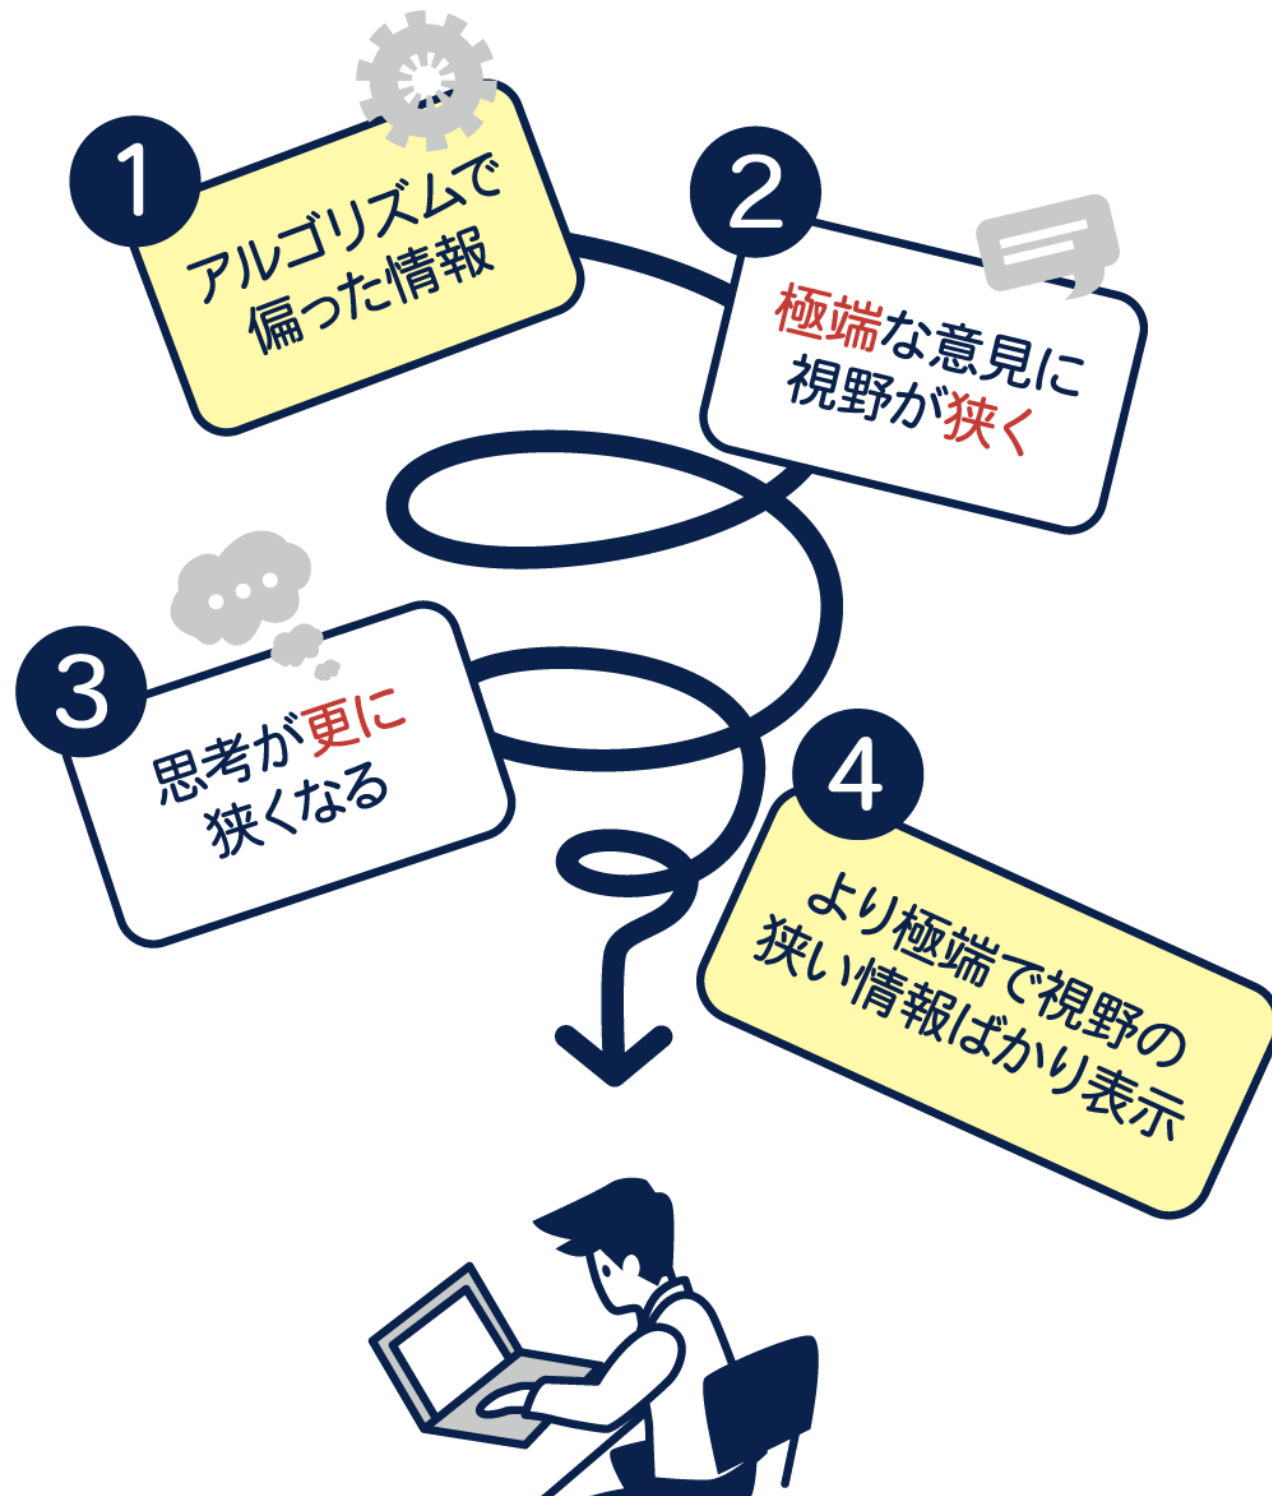 1
アルゴリズムで
偏った情報
2
極端な意見に
視野が狭く
3
思考が更に
狭くなる
4
より極端で視野の
狭い情報ばかり表示